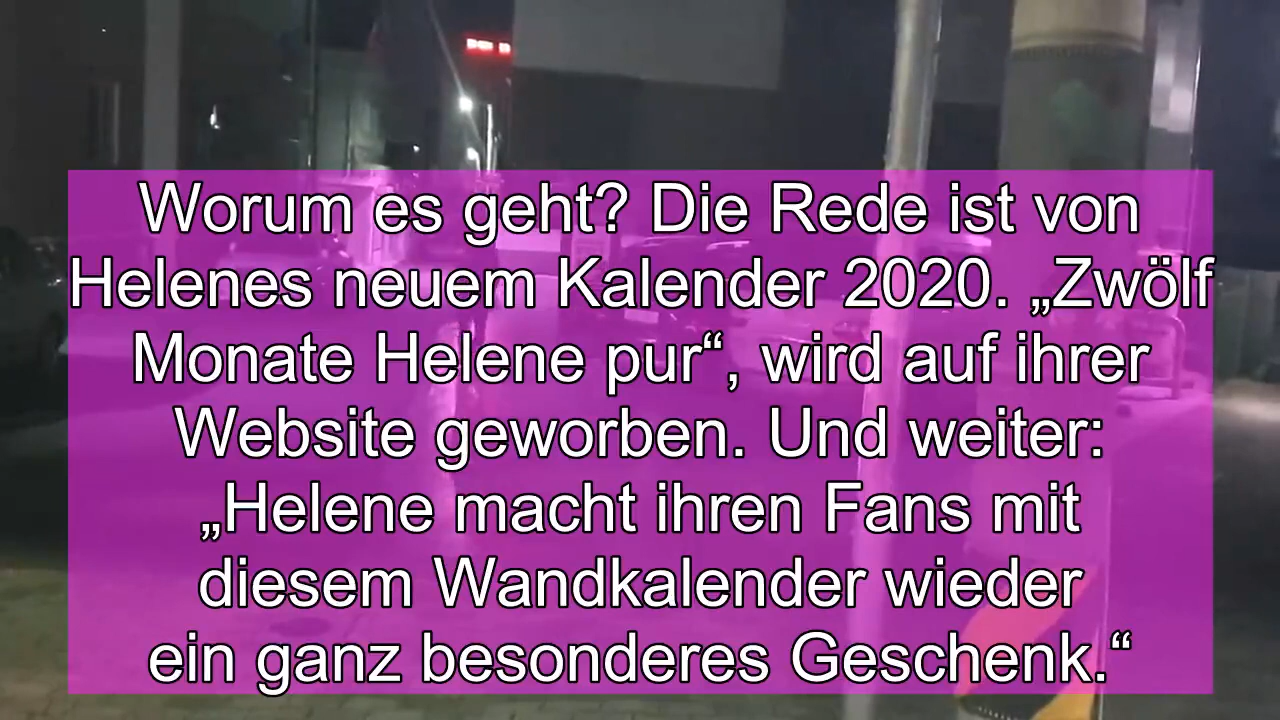 Worum es geht? Die Rede ist von
Helenes neuem Kalender 2020. „Zwölf
Monate Helene pur“, wird auf ihrer
Website geworben. Und weiter:
„Helene macht ihren Fans mit
diesem Wandkalender wieder
ein ganz besonderes Geschenk.“